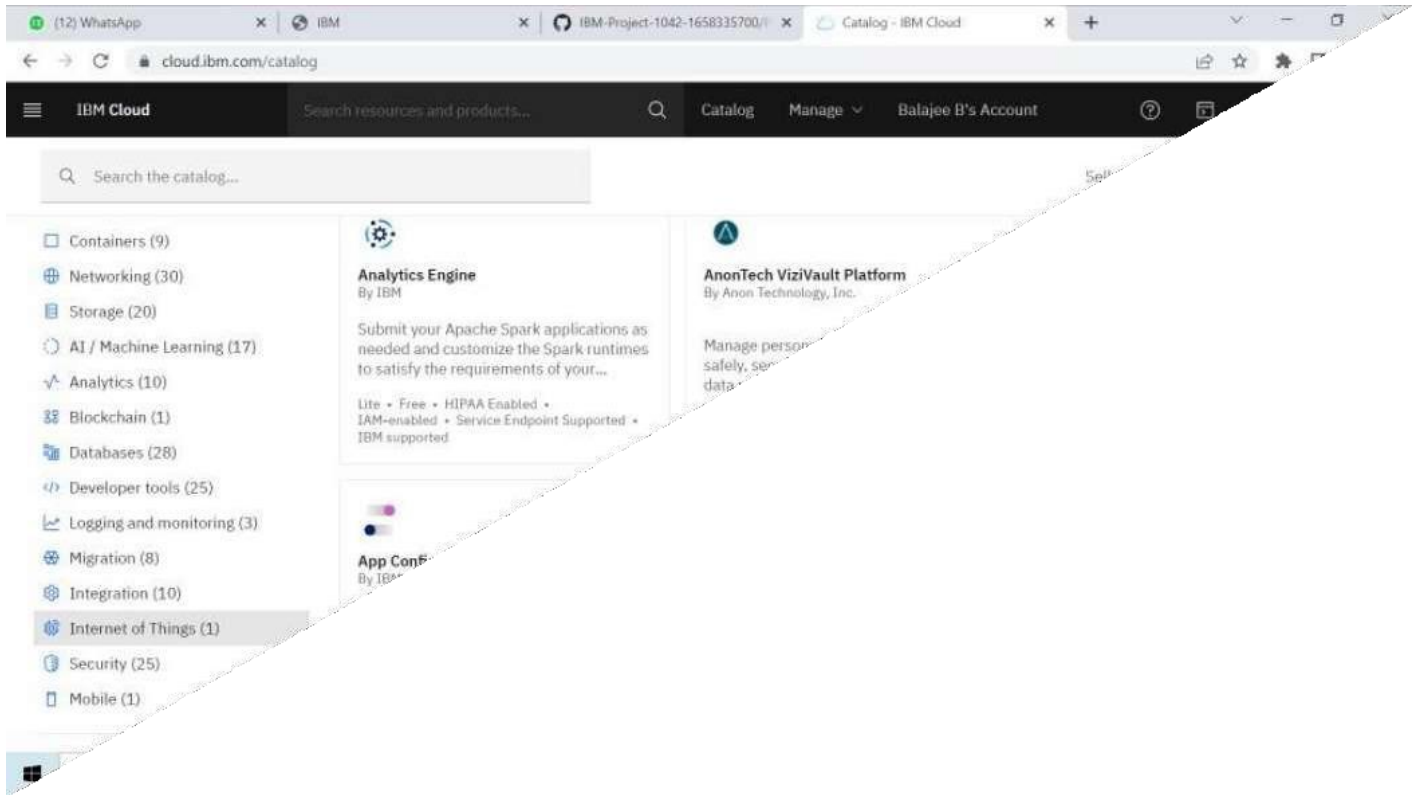 (12) WhatsApp
IBM
IBM-Project-1042-1658335700/
Catalog - IBM Cloud
cloud.ibm.com/catalog
IBM Cloud
Search resources and products...
Catalog
Manage
Balajee B's Account
Search the catalog...
Sell
Containers (9)
Networking (30)
Storage (20)
AI / Machine Learning (17)
Analytics (10)
Blockchain (1)
Databases (28)
Developer tools (25)
Logging and monitoring (3)
Migration (8)
Integration (10)
Internet of Things (1)
Security (25)
Mobile (1)
Analytics Engine
By IBM
Submit your Apache Spark applications as
needed and customize the Spark runtimes
to satisfy the requirements of your...
Lite • Free • HIPAA Enabled •
IAM-enabled • Service Endpoint Supported •
IBM supported
AnonTech ViziVault Platform
By Anon Technology, Inc.
Manage
safely,
data
App
By